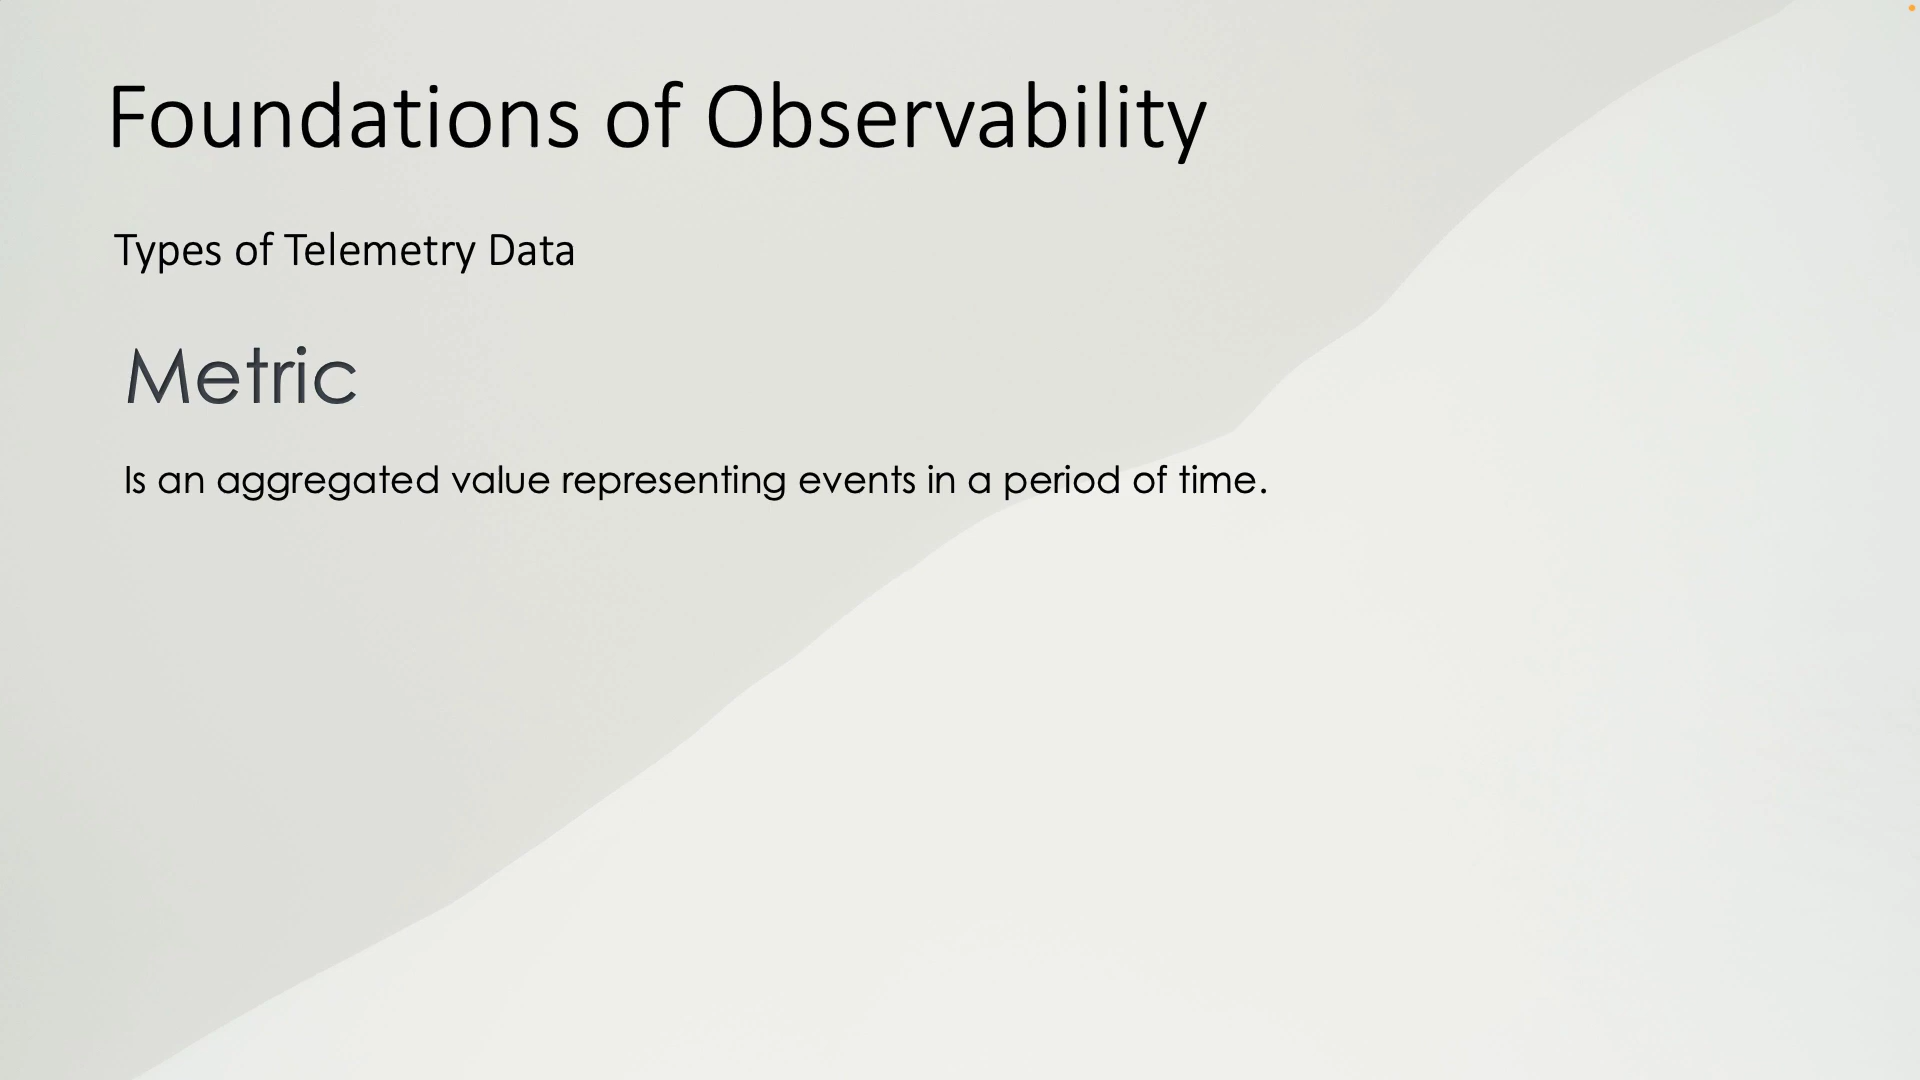 Foundations of Observability
Types of Telemetry Data
Metric
Is an aggregated value representing events in a period of time.